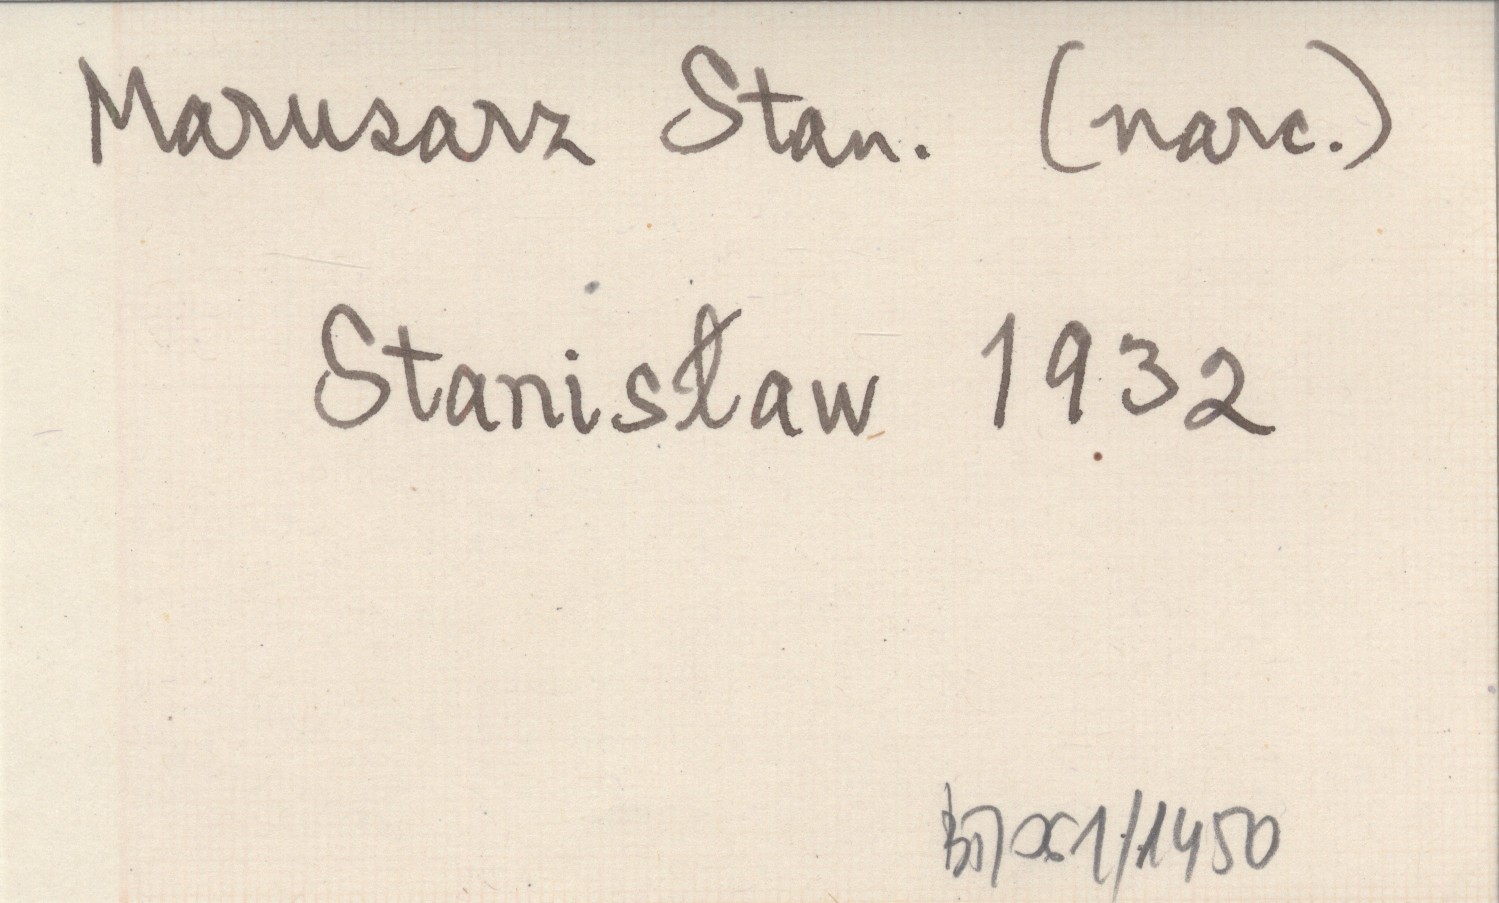 Marusarz Stan. (narc.)
Stanisław 1932